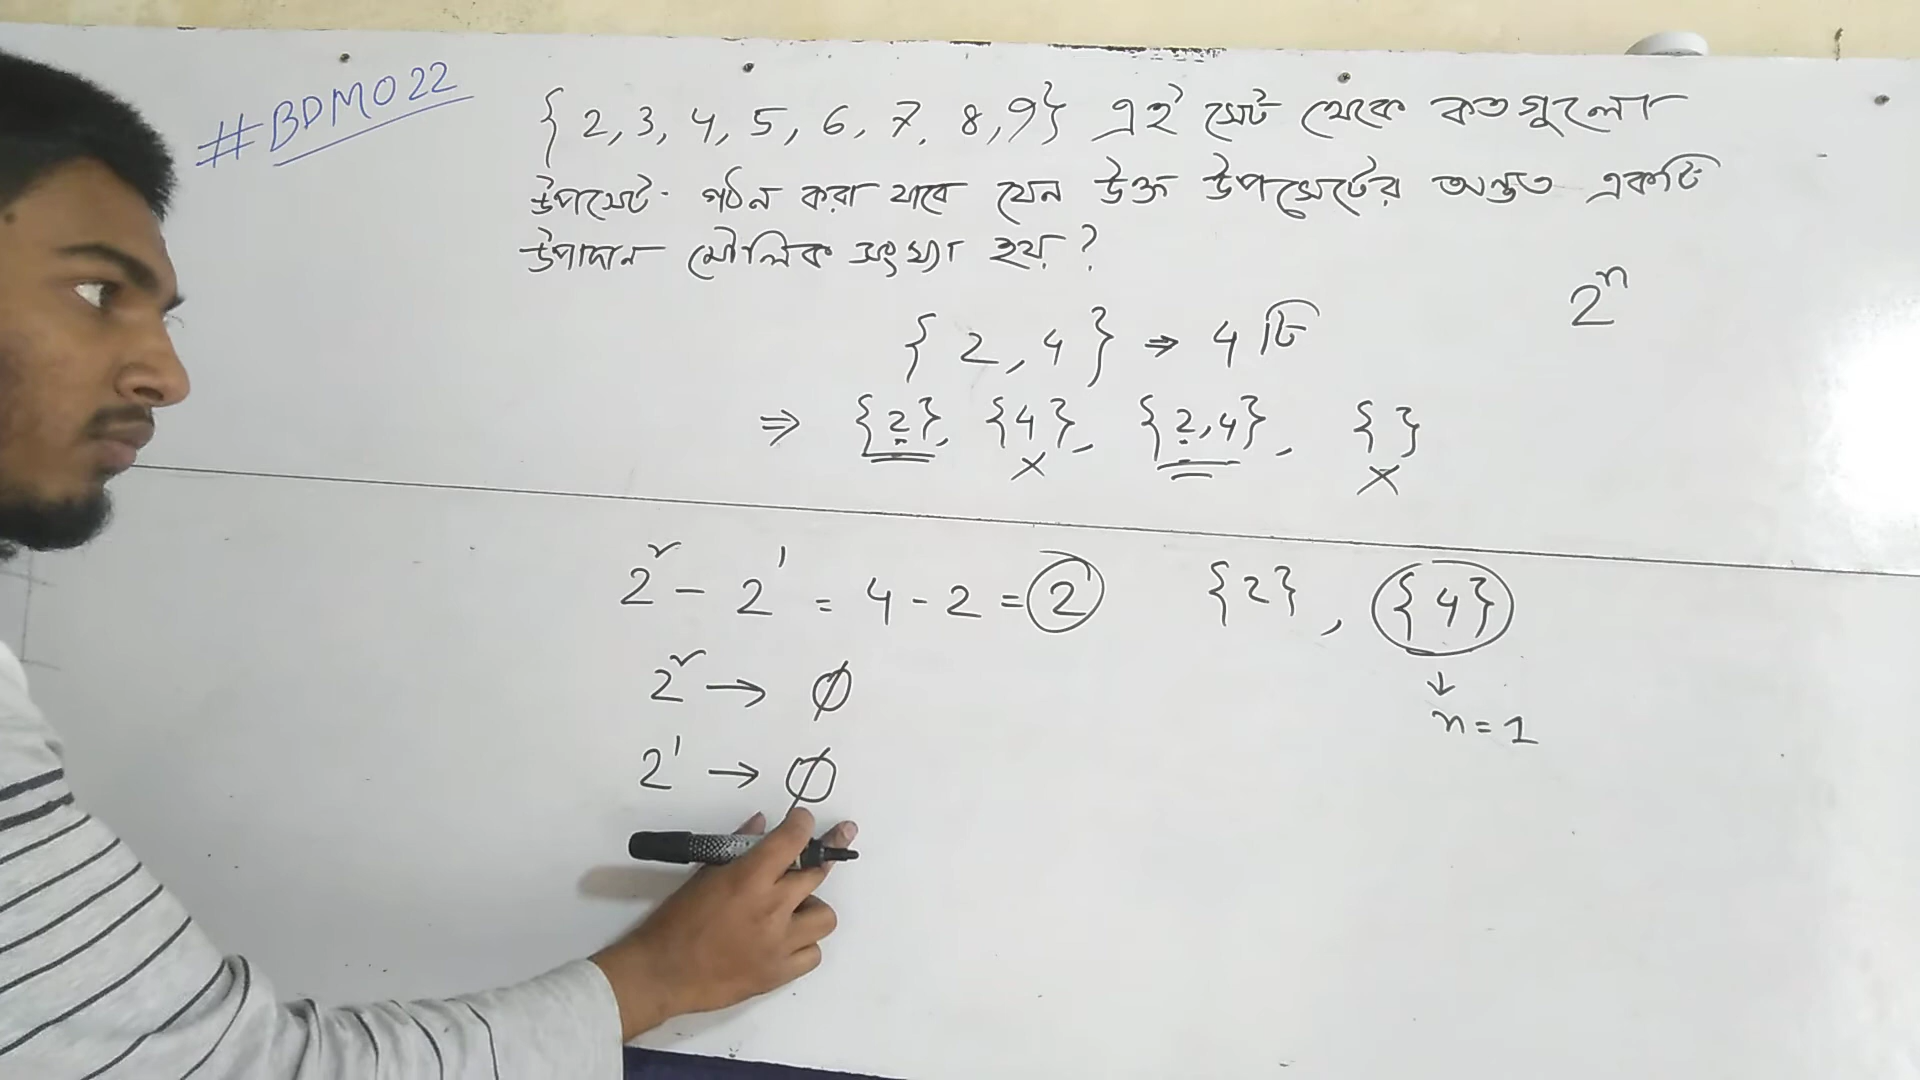 #BDMO22
{2, 3, 4, 5, 6, 7, 8, 9} এই সেট থেকে কতগুলো
উপসেট গঠন করা যাবে যেন উক্ত উপসেটের অন্তত একটি
উপাদান মৌলিক সংখ্যা হয়?
2ⁿ
{2, 4} ⇒ 4 টি
⇒ {2}, {4}, {2,4}, { }
× ×
2² - 2¹ = 4 - 2 = 2 {2}, {4}
2² → ∅ ↓
n = 1
2¹ → ∅